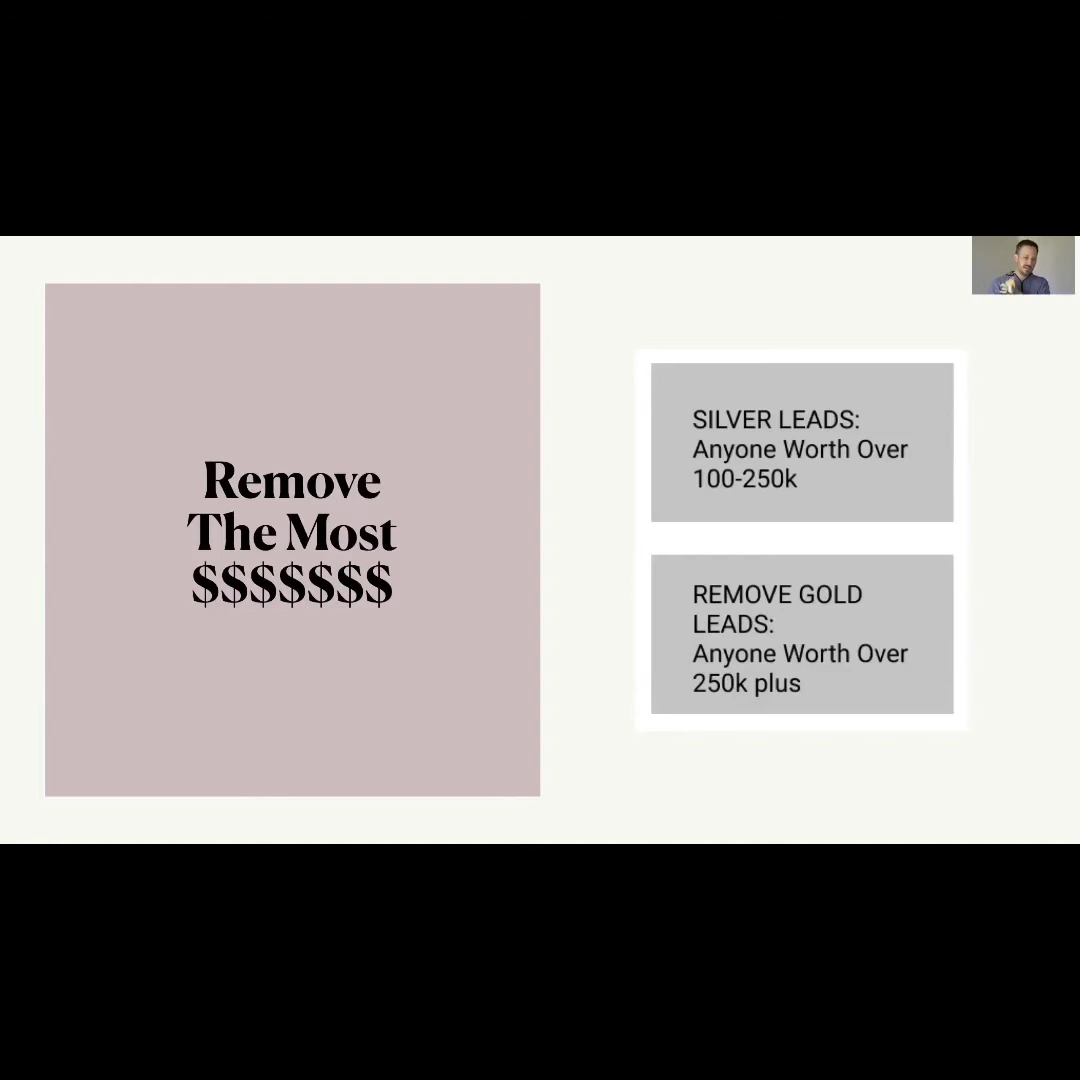 Remove
The Most
$$$$$$$
SILVER LEADS:
Anyone Worth Over
100-250k
REMOVE GOLD
LEADS:
Anyone Worth Over
250k plus